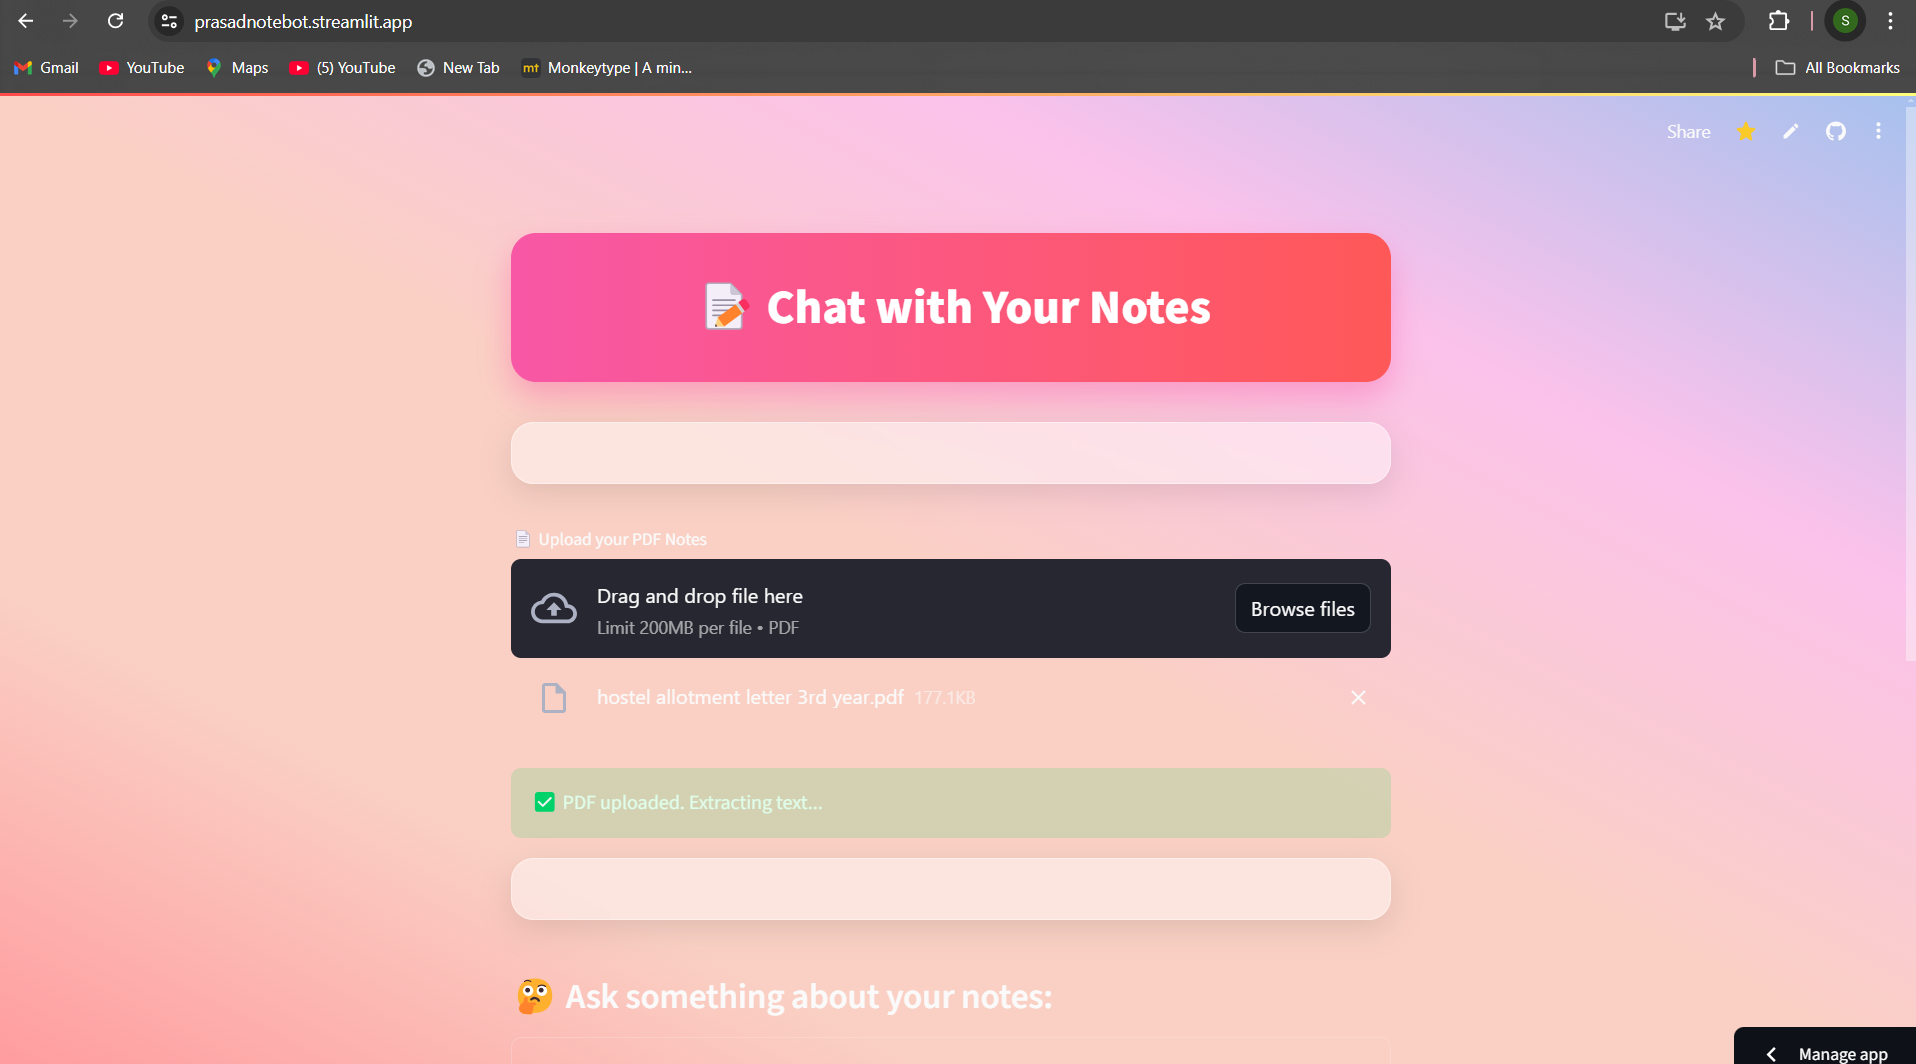 prasadnotebot.streamlit.app
S
Gmail
YouTube
Maps
(5) YouTube
New Tab
mt Monkeytype | A min...
All Bookmarks
Share
📝 Chat with Your Notes
📄 Upload your PDF Notes
Drag and drop file here
Limit 200MB per file • PDF
Browse files
hostel allotment letter 3rd year.pdf 177.1KB
✅ PDF uploaded. Extracting text...
🤔 Ask something about your notes:
Manage app